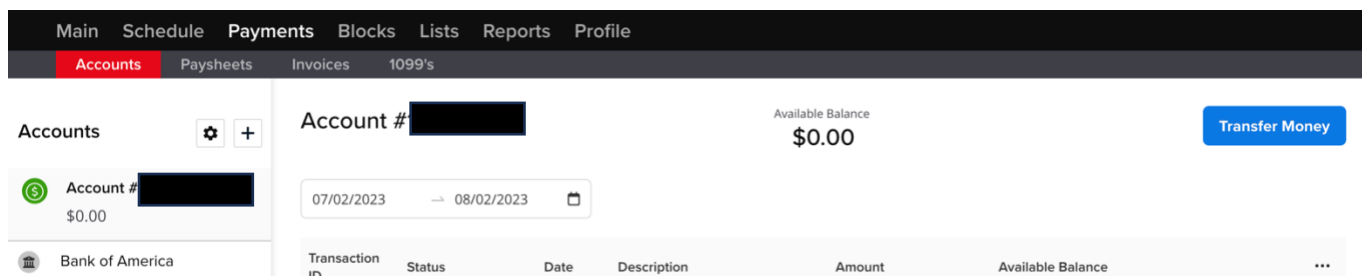 Main Schedule Payments Blocks Lists Reports Profile
Accounts Paysheets Invoices 1099's
Accounts
Account #
$0.00
Bank of America
Account #
Available Balance
$0.00
Transfer Money
07/02/2023 → 08/02/2023
Transaction ID Status Date Description Amount Available Balance